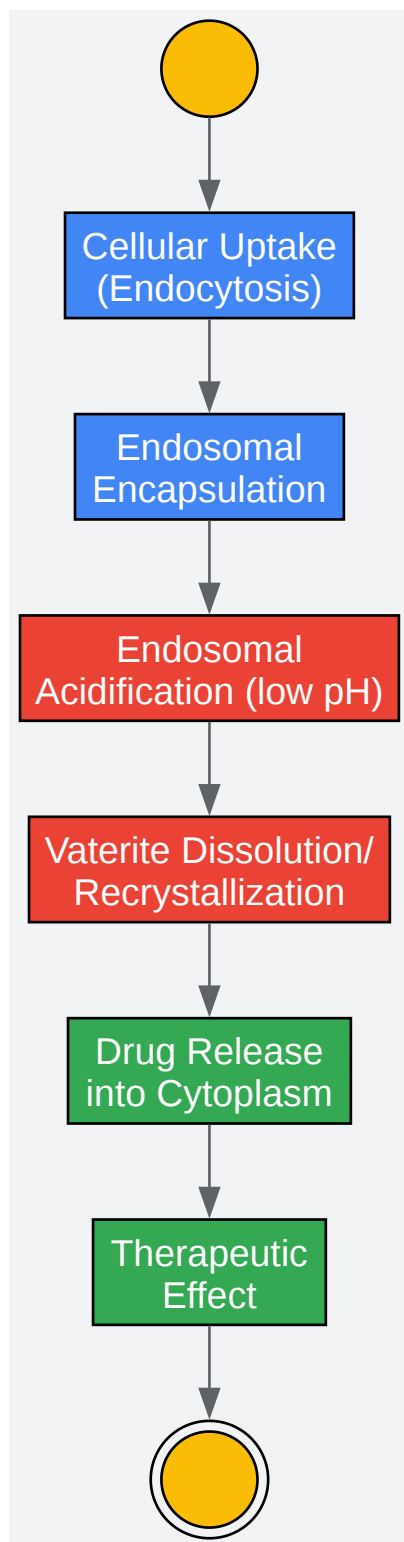 Cellular Uptake
(Endocytosis)
Endosomal
Encapsulation
Endosomal
Acidification (low pH)
Vaterite Dissolution/
Recrystallization
Drug Release
into Cytoplasm
Therapeutic
Effect